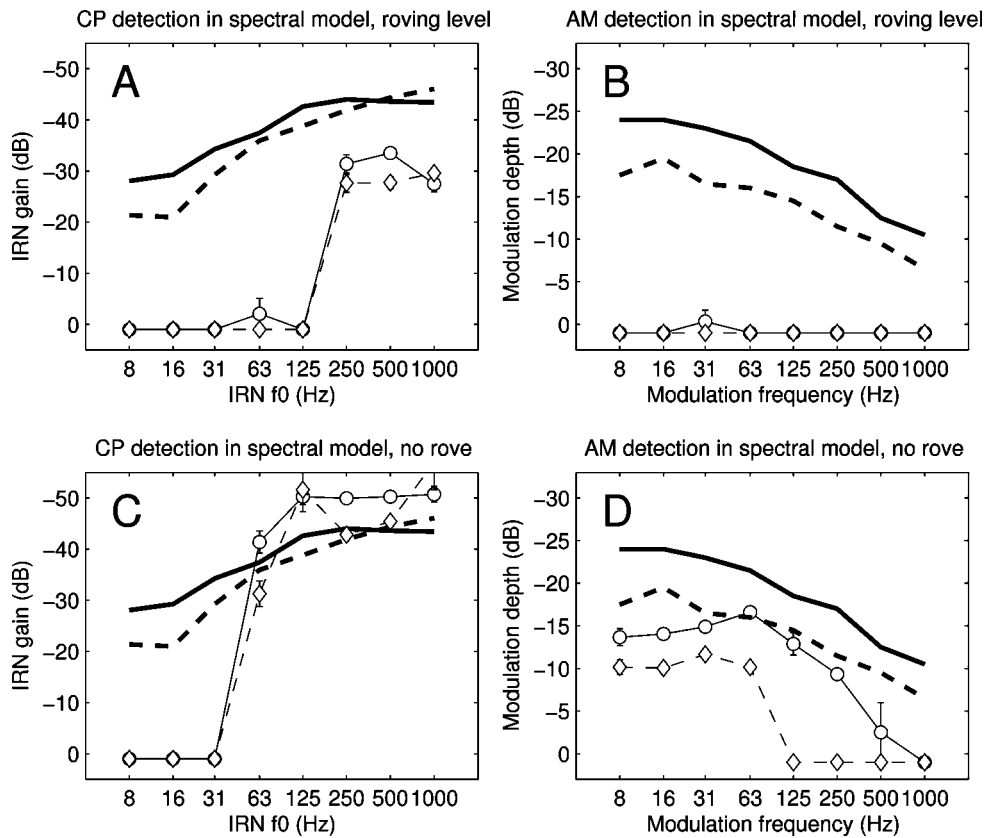 CP detection in spectral model, roving level
A
IRN gain (dB)
−50
−40
−30
−20
−10
0
8 16 31 63 125 250 500 1000
IRN f0 (Hz)
AM detection in spectral model, roving level
B
Modulation depth (dB)
−30
−25
−20
−15
−10
−5
0
8 16 31 63 125 250 500 1000
Modulation frequency (Hz)
CP detection in spectral model, no rove
C
IRN gain (dB)
−50
−40
−30
−20
−10
0
8 16 31 63 125 250 500 1000
IRN f0 (Hz)
AM detection in spectral model, no rove
D
Modulation depth (dB)
−30
−25
−20
−15
−10
−5
0
8 16 31 63 125 250 500 1000
Modulation frequency (Hz)